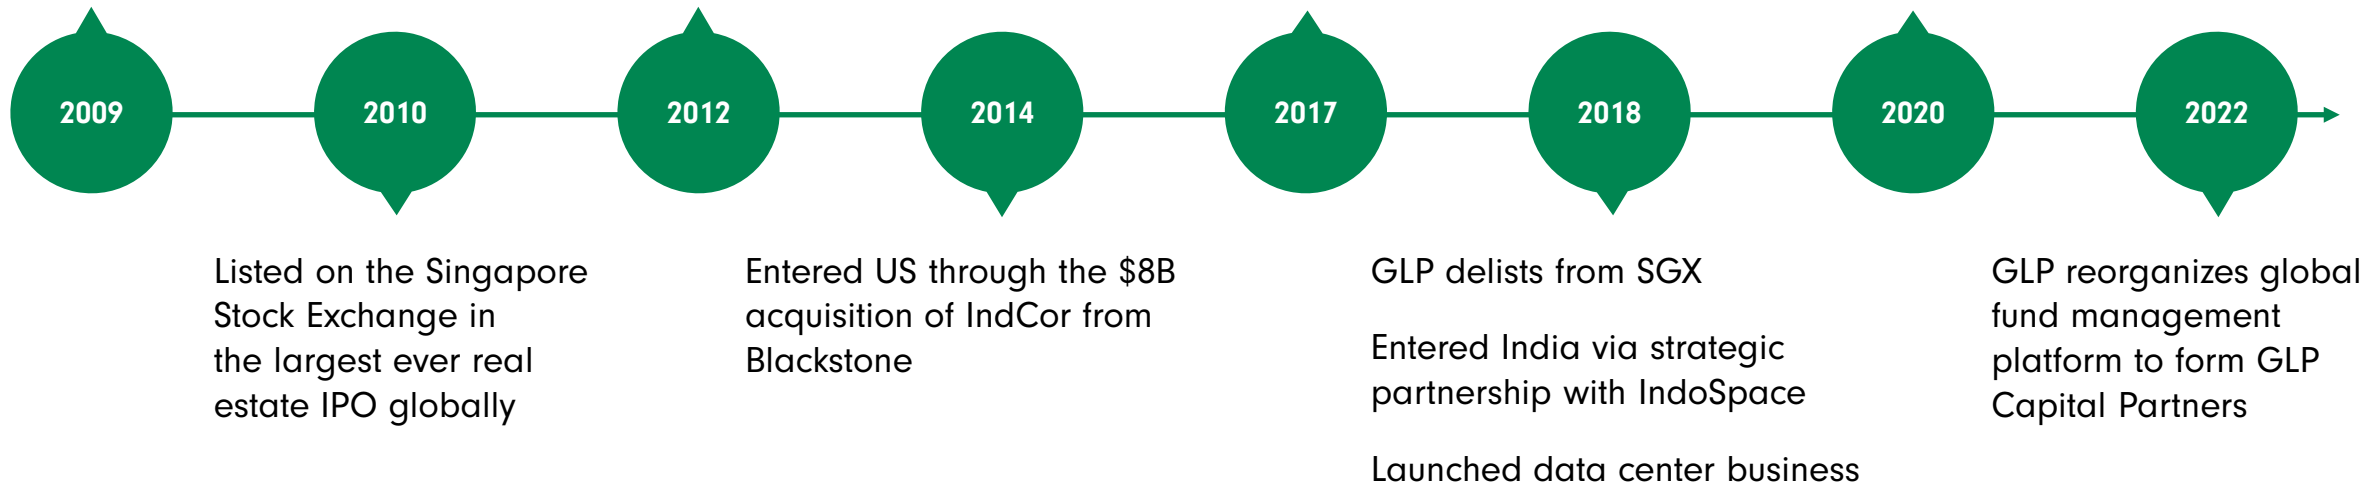 2009
2010
2012
2014
2017
2018
2020
2022
Listed on the Singapore
Stock Exchange in
the largest ever real
estate IPO globally
Entered US through the $8B
acquisition of IndCor from
Blackstone
GLP delists from SGX
Entered India via strategic
partnership with IndoSpace
Launched data center business
GLP reorganizes global
fund management
platform to form GLP
Capital Partners